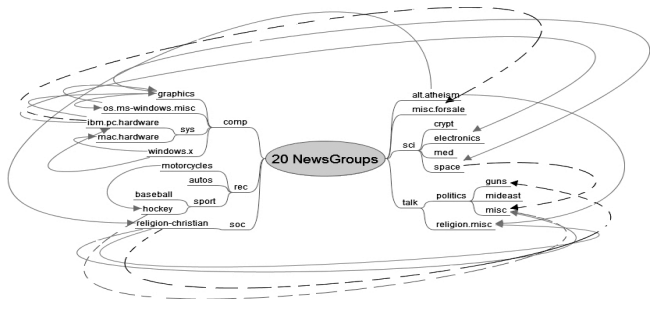 graphics
os.ms-windows.misc
ibm.pc.hardware
mac.hardware
sys
comp
windows.x
motorcycles
autos
rec
baseball
sport
hockey
religion-christian
soc
20 NewsGroups
alt.atheism
misc.forsale
crypt
electronics
sci
med
space
guns
politics
mideast
talk
misc
religion.misc